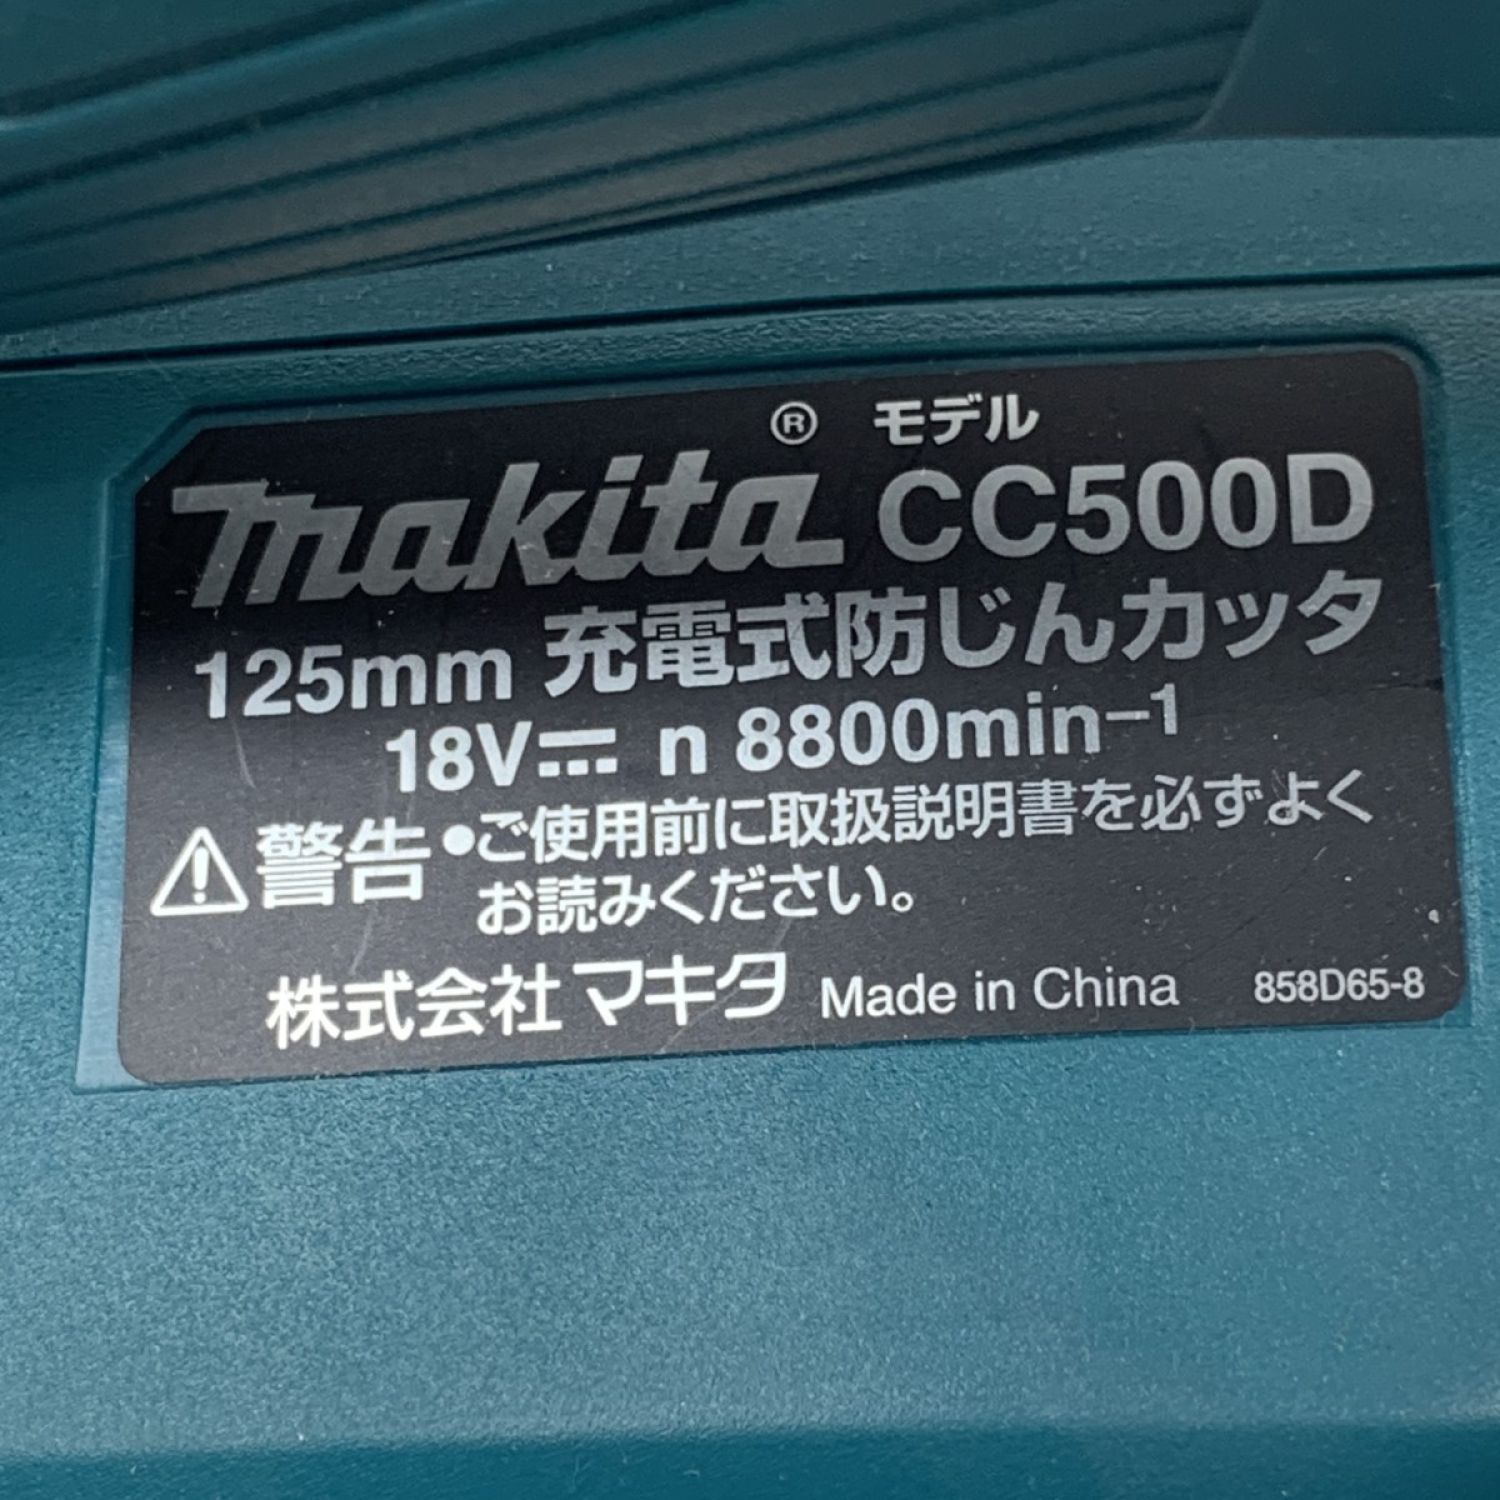 makita® モデル CC500D
125mm 充電式防じんカッタ
18V⎓ n 8800min⁻¹
⚠警告 ●ご使用前に取扱説明書を必ずよく
お読みください。
株式会社マキタ Made in China 858D65-8